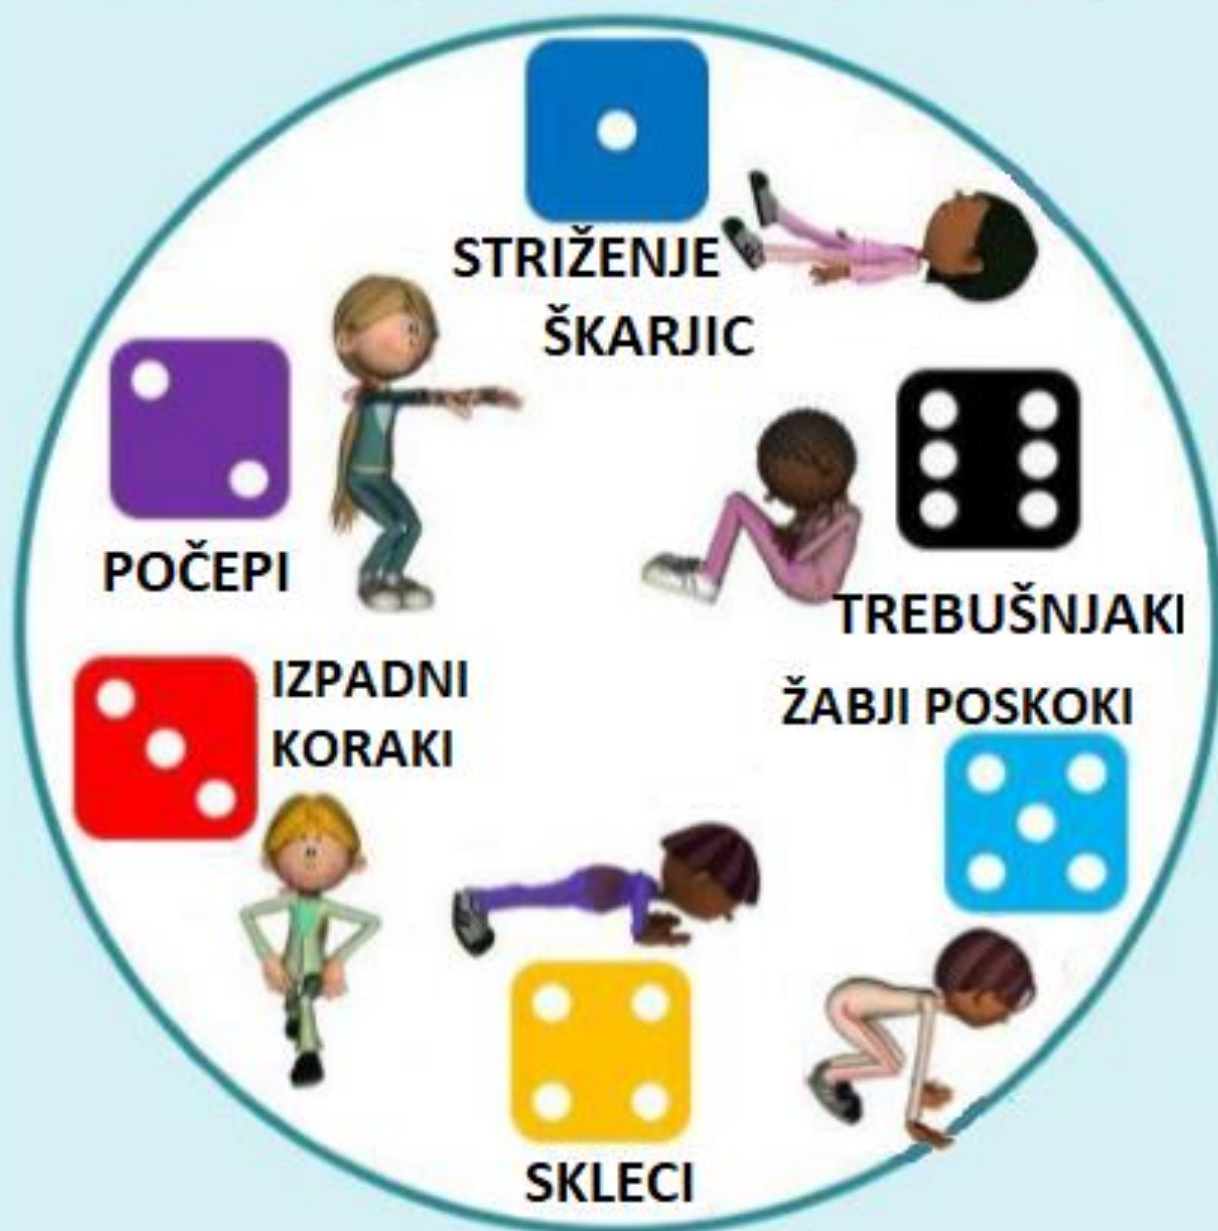 STRIŽENJE
ŠKARJIC
POČEPI
TREBUŠNJAKI
IZPADNI
KORAKI
ŽABJI POSKOKI
SKLECI